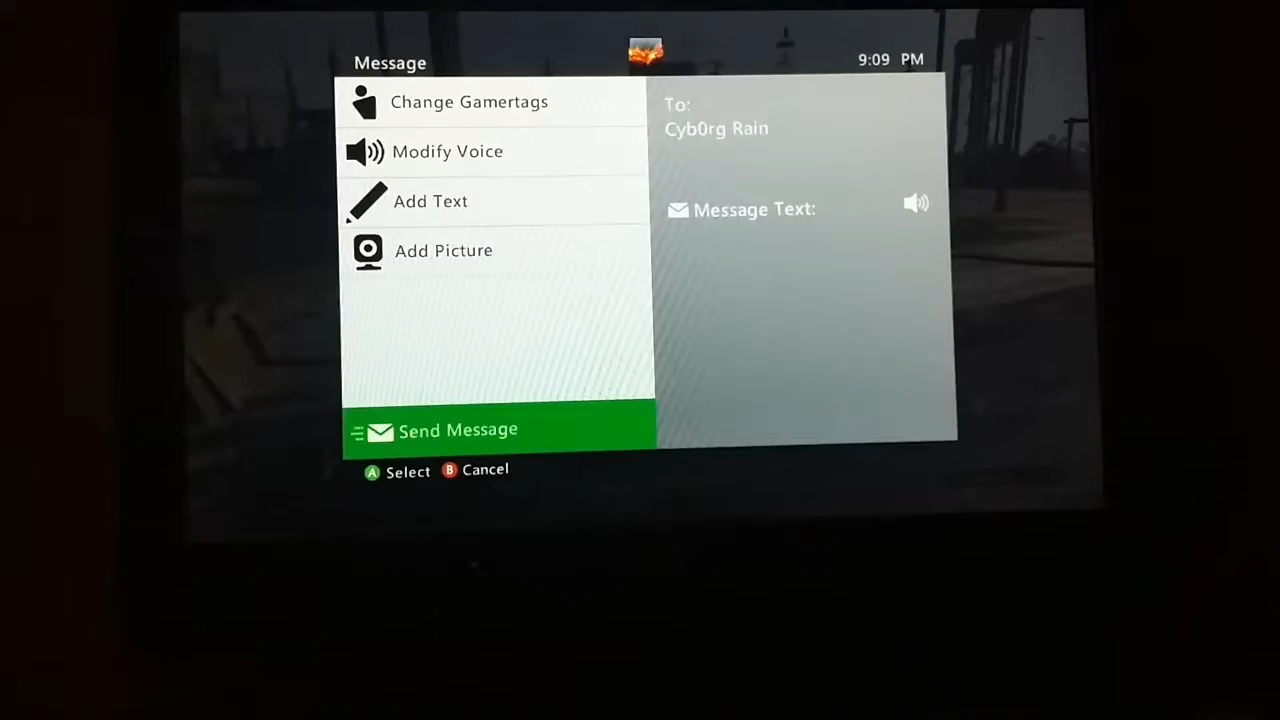 Message
9:09 PM
Change Gamertags
Modify Voice
Add Text
Add Picture
Send Message
To:
Cyb0rg Rain
Message Text:
A Select B Cancel